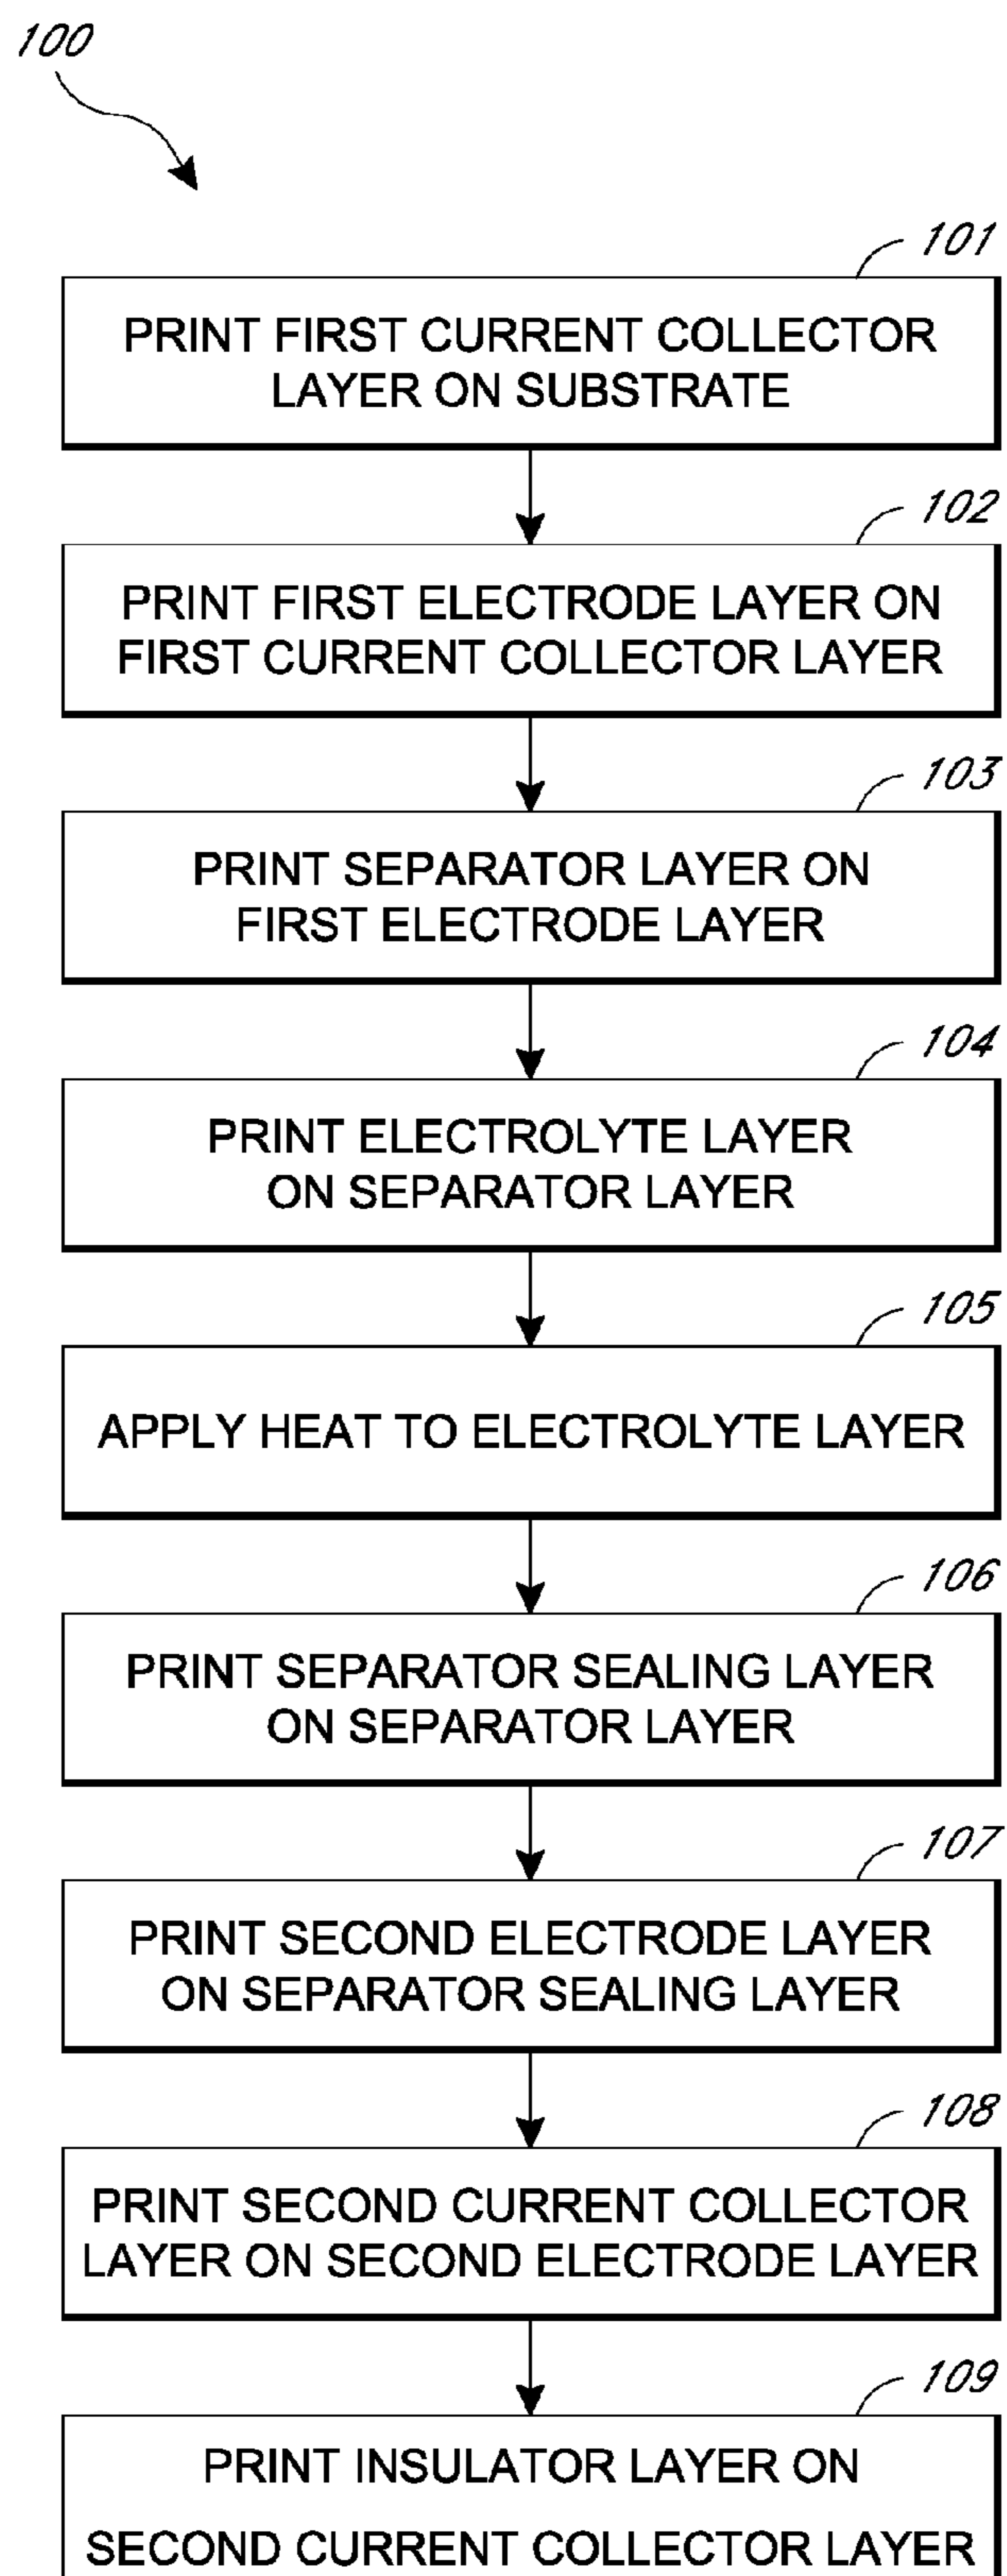 100
101
PRINT FIRST CURRENT COLLECTOR
LAYER ON SUBSTRATE
102
PRINT FIRST ELECTRODE LAYER ON
FIRST CURRENT COLLECTOR LAYER
103
PRINT SEPARATOR LAYER ON
FIRST ELECTRODE LAYER
104
PRINT ELECTROLYTE LAYER
ON SEPARATOR LAYER
105
APPLY HEAT TO ELECTROLYTE LAYER
106
PRINT SEPARATOR SEALING LAYER
ON SEPARATOR LAYER
107
PRINT SECOND ELECTRODE LAYER
ON SEPARATOR SEALING LAYER
108
PRINT SECOND CURRENT COLLECTOR
LAYER ON SECOND ELECTRODE LAYER
109
PRINT INSULATOR LAYER ON
SECOND CURRENT COLLECTOR LAYER